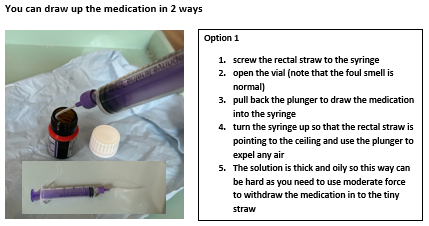 You can draw up the medication in 2 ways
Option 1
1. screw the rectal straw to the syringe
2. open the vial (note that the foul smell is
normal)
3. pull back the plunger to draw the medication
into the syringe
4. turn the syringe up so that the rectal straw is
pointing to the ceiling and use the plunger to
expel any air
5. The solution is thick and oily so this way can
be hard as you need to use moderate force
to withdraw the medication in to the tiny
straw